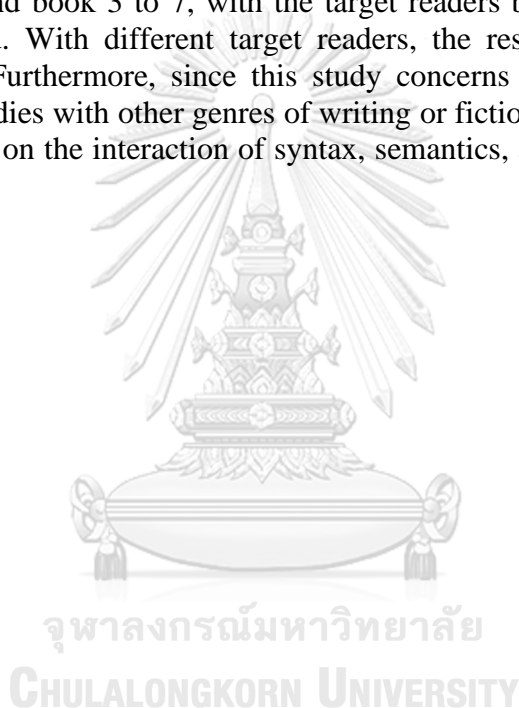 nd book 3 to 7, with the target readers b
. With different target readers, the res
Furthermore, since this study concerns
dies with other genres of writing or fictio
on the interaction of syntax, semantics,
จุฬาลงกรณ์มหาวิทยาลัย
CHULALONGKORN UNIVERSITY